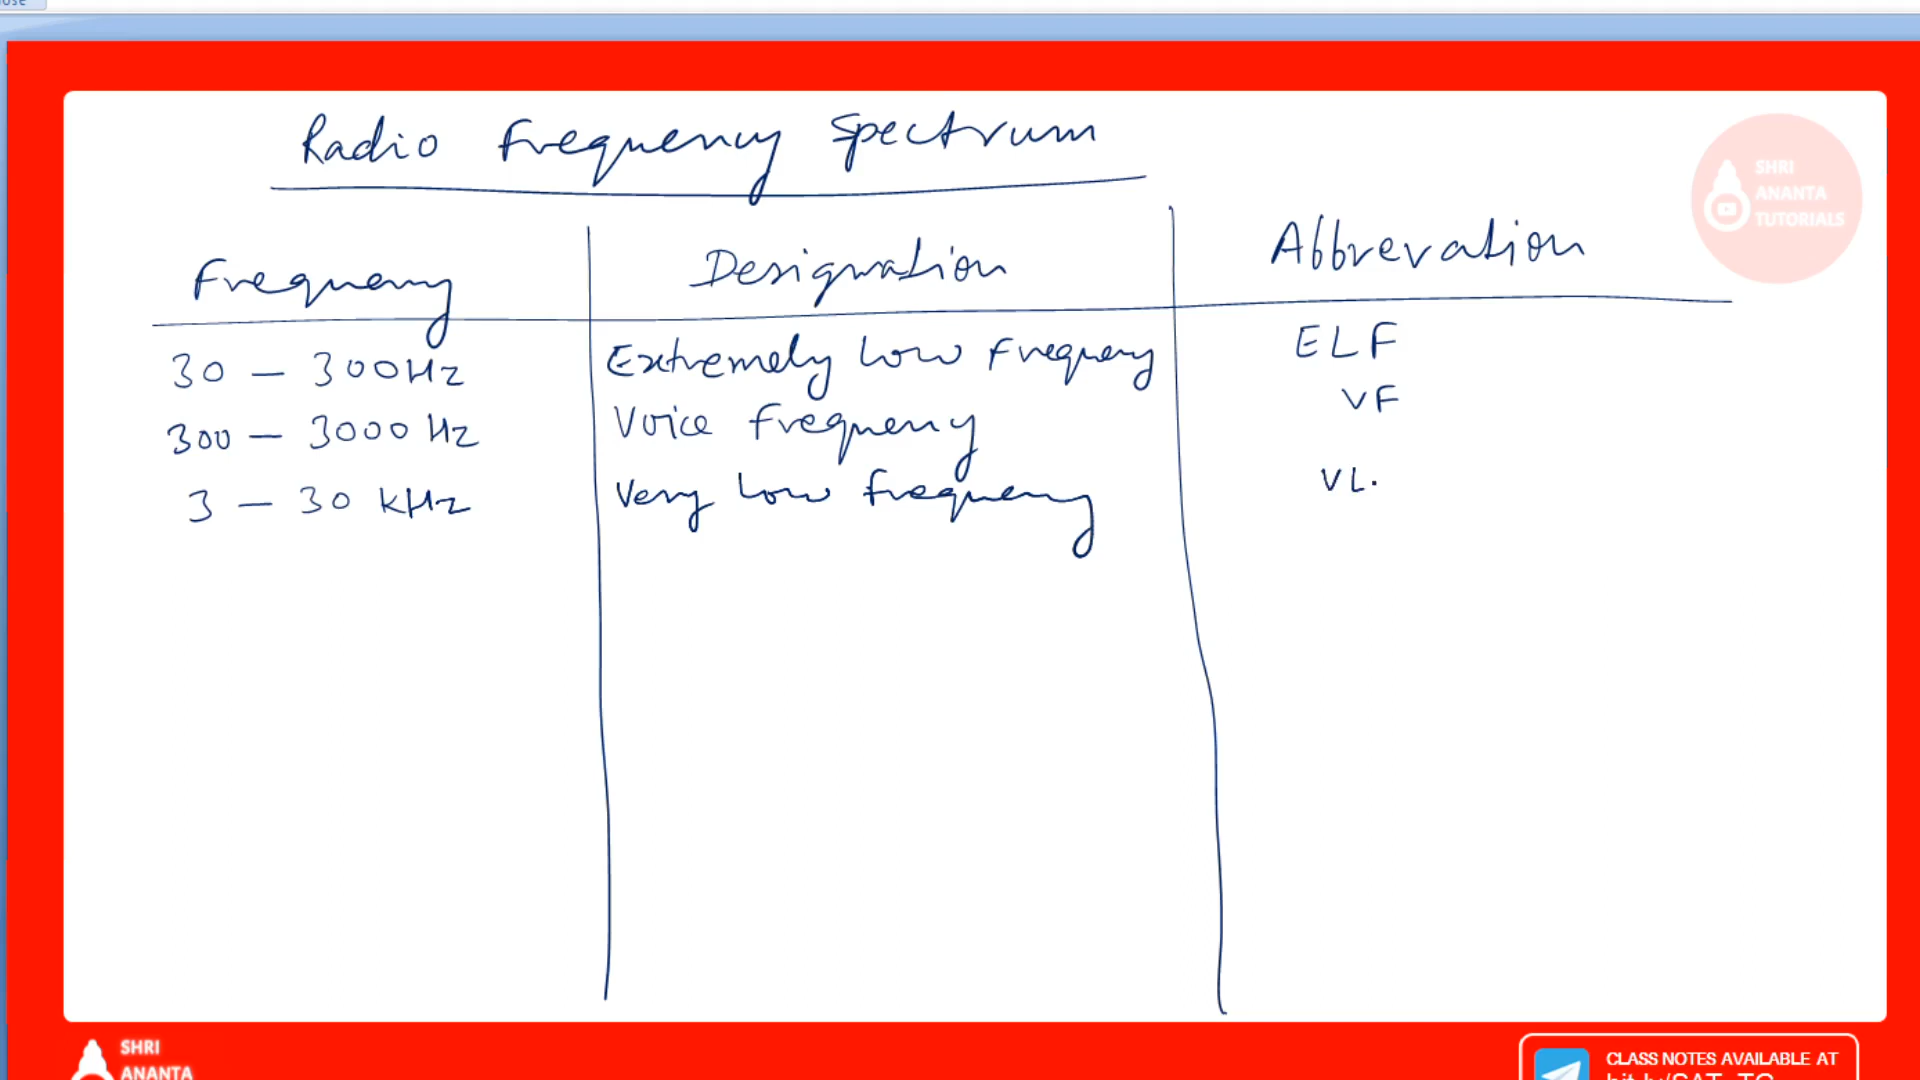 Radio Frequency Spectrum
SHRI
ANANTA
TUTORIALS
Frequency Designation Abbrevation
30 – 300Hz Extremely Low Frequency ELF
300 – 3000 Hz Voice Frequency VF
3 – 30 kHz Very Low Frequency VL.
SHRI
ANANTA
CLASS NOTES AVAILABLE AT